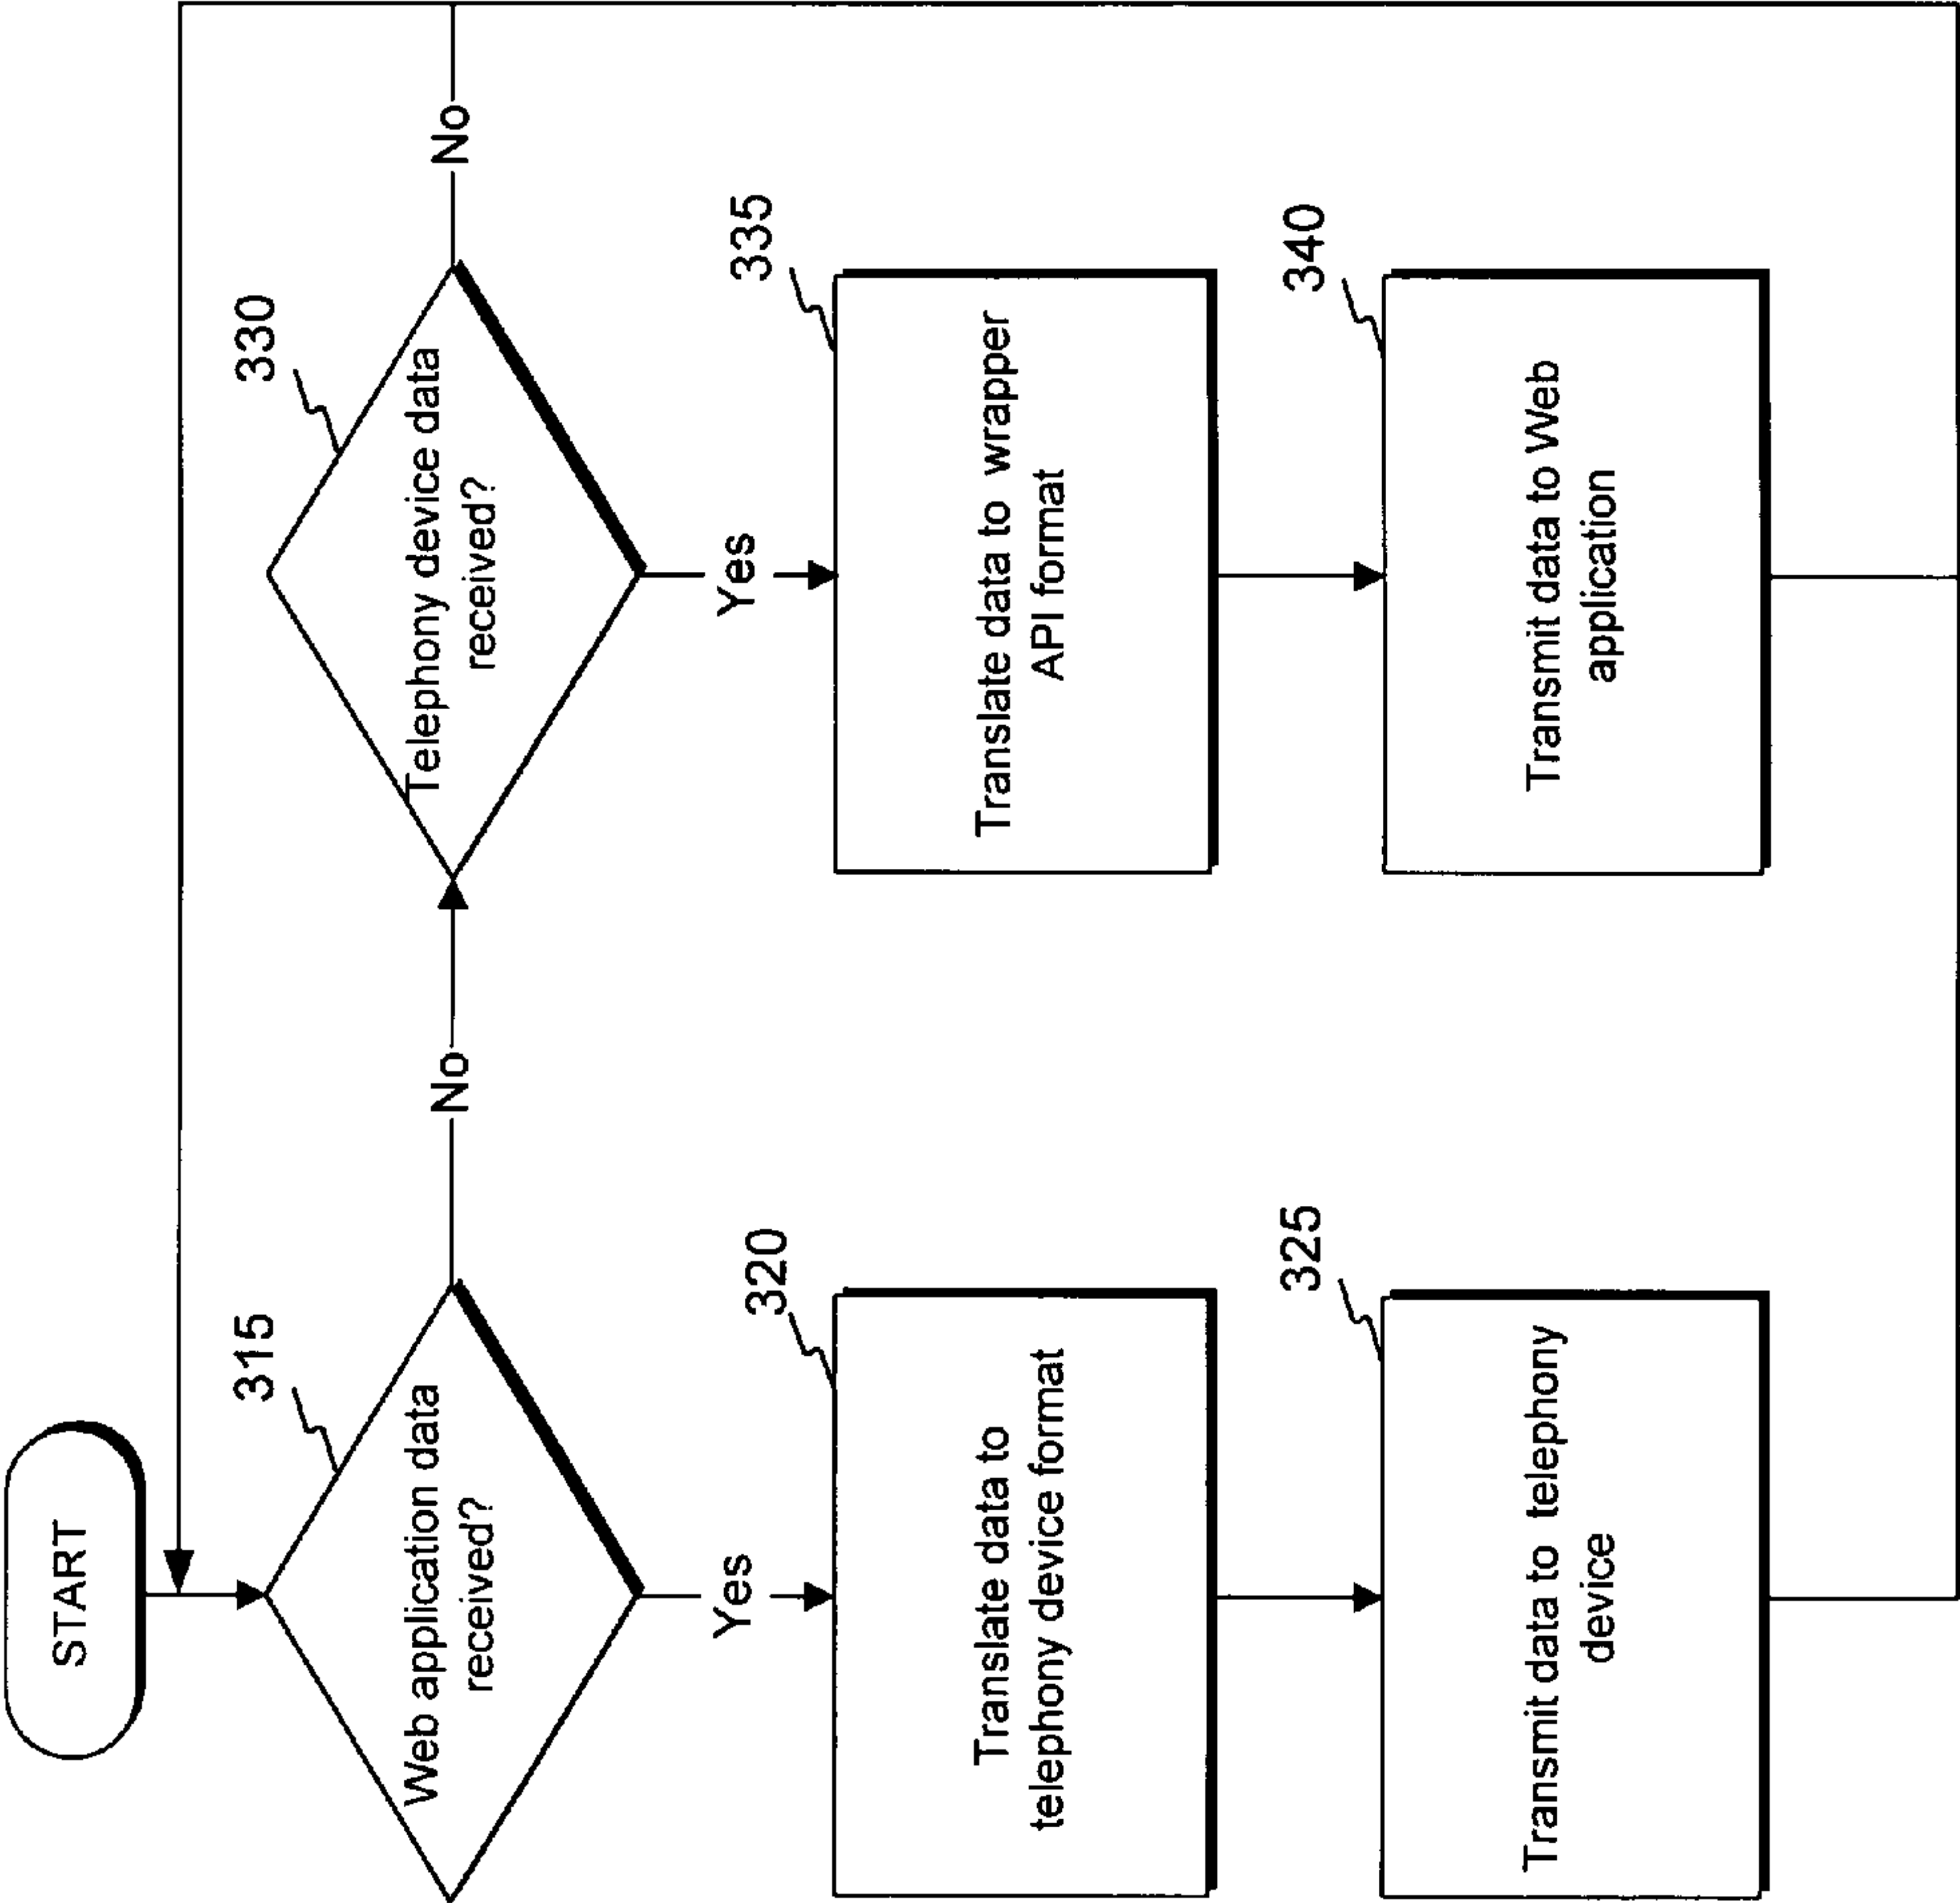 START
315
Web application data
received?
No
330
Telephony device data
received?
No
Yes
Yes
320
Translate data to
telephony device format
335
Translate data to wrapper
API format
325
Transmit data to telephony
device
340
Transmit data to Web
application